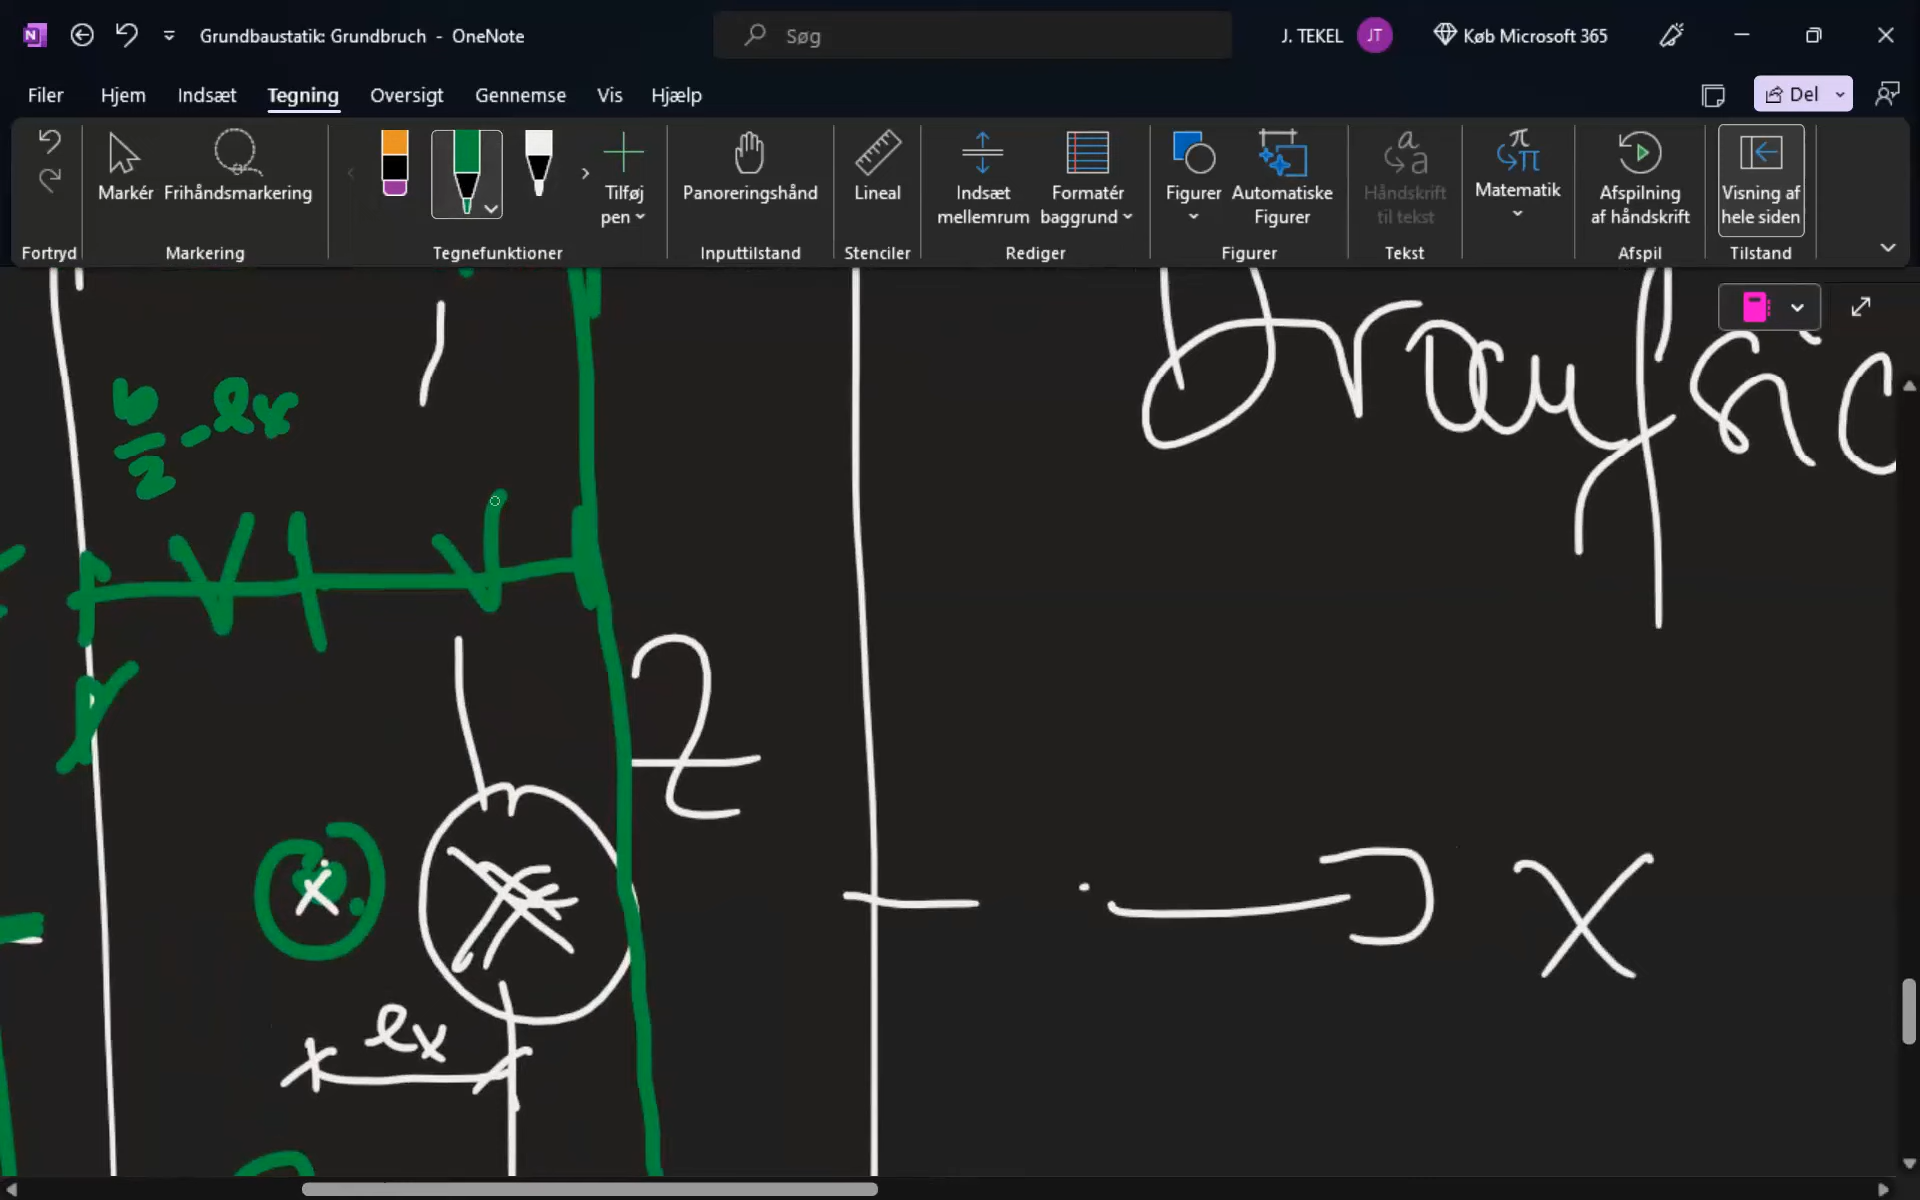 Grundbaustatik: Grundbruch - OneNote
Søg
J. TEKEL
JT
Køb Microsoft 365
Filer
Hjem
Indsæt
Tegning
Oversigt
Gennemse
Vis
Hjælp
Del
Markér
Frihåndsmarkering
Tilføj
pen
Panoreringshånd
Lineal
Indsæt
mellemrum
Formatér
baggrund
Figurer
Automatiske
Figurer
Håndskrift
til tekst
Matematik
Afspilning
af håndskrift
Visning af
hele siden
Fortryd
Markering
Tegnefunktioner
Inputtilstand
Stenciler
Rediger
Figurer
Tekst
Afspil
Tilstand
b/2 - ex
2
x
ex
X